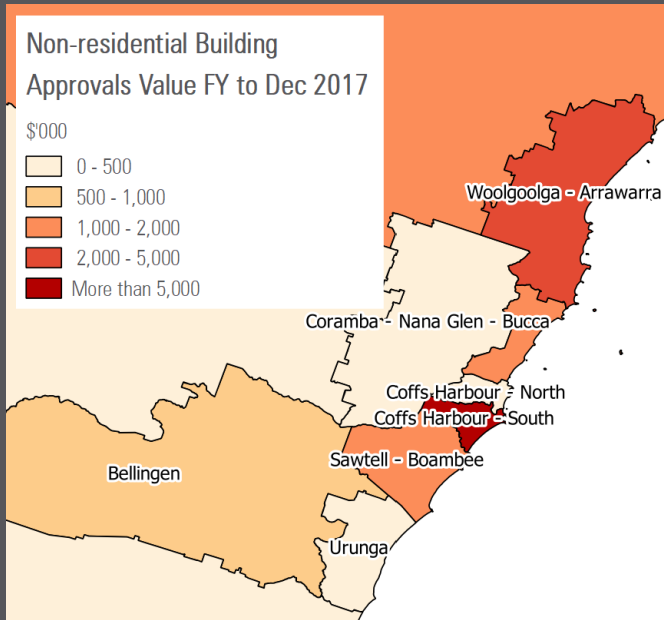 Non-residential Building
Approvals Value FY to Dec 2017
$'000
0 - 500
500 - 1,000
1,000 - 2,000
2,000 - 5,000
More than 5,000
Woolgoolga - Arrawarra
Coramba - Nana Glen - Bucca
Coffs Harbour - North
Coffs Harbour - South
Sawtell - Boambee
Bellingen
Urunga